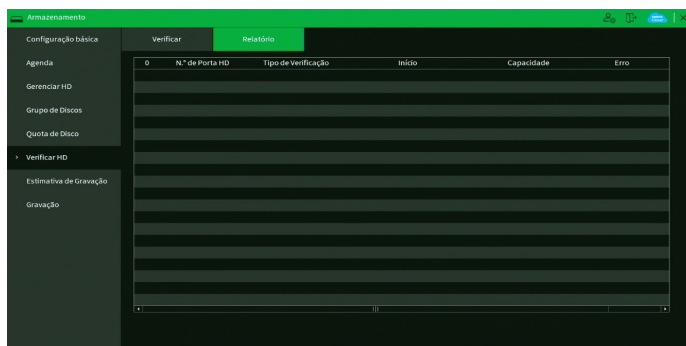 Armazenamento
Configuração básica
Verificar
Relatório
Agenda
0 N.° de Porta HD Tipo de Verificação Início Capacidade Erro
Gerenciar HD
Grupo de Discos
Quota de Disco
Verificar HD
Estimativa de Gravação
Gravação